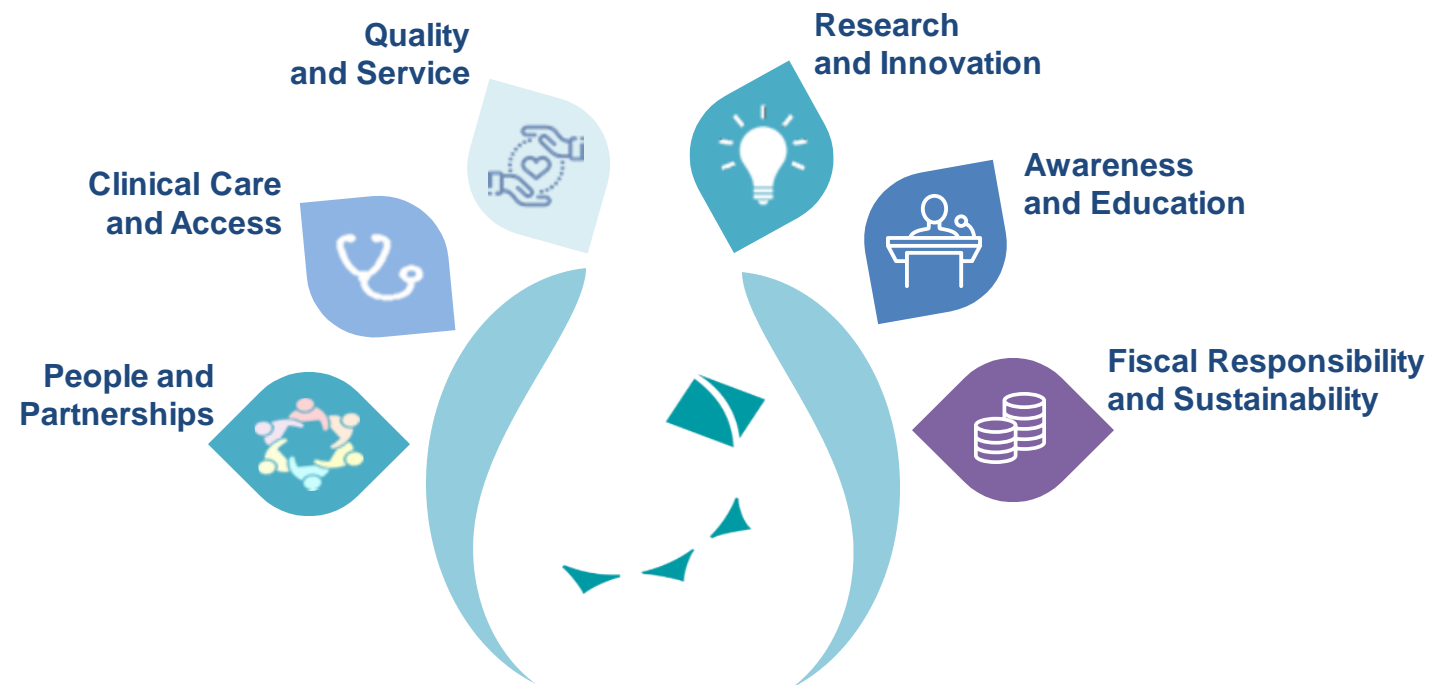 Quality
and Service
Research
and Innovation
Clinical Care
and Access
Awareness
and Education
People and
Partnerships
Fiscal Responsibility
and Sustainability